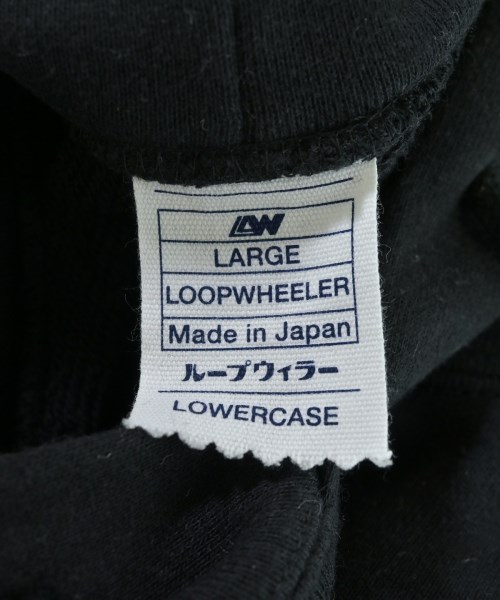 LW
LARGE
LOOPWHEELER
Made in Japan
ループウィラー
LOWERCASE